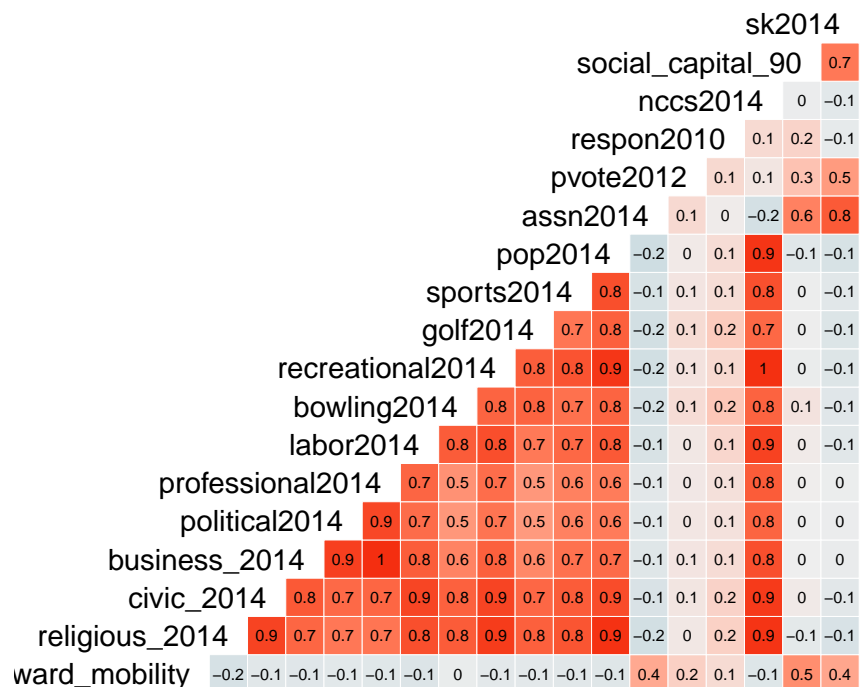 sk2014
social_capital_90 0.7
nccs2014 0 −0.1
respon2010 0.1 0.2 −0.1
pvote2012 0.1 0.1 0.3 0.5
assn2014 0.1 0 −0.2 0.6 0.8
pop2014 −0.2 0 0.1 0.9 −0.1 −0.1
sports2014 0.8 −0.1 0.1 0.1 0.8 0 −0.1
golf2014 0.7 0.8 −0.2 0.1 0.2 0.7 0 −0.1
recreational2014 0.8 0.8 0.9 −0.2 0.1 0.1 1 0 −0.1
bowling2014 0.8 0.8 0.7 0.8 −0.2 0.1 0.2 0.8 0.1 −0.1
labor2014 0.8 0.8 0.7 0.7 0.8 −0.1 0 0.1 0.9 0 −0.1
professional2014 0.7 0.5 0.7 0.5 0.6 0.6 −0.1 0 0.1 0.8 0 0
political2014 0.9 0.7 0.5 0.7 0.5 0.6 0.6 −0.1 0 0.1 0.8 0 0
business_2014 0.9 1 0.8 0.6 0.8 0.6 0.7 0.7 −0.1 0.1 0.1 0.8 0 0
civic_2014 0.8 0.7 0.7 0.9 0.8 0.9 0.7 0.8 0.9 −0.1 0.1 0.2 0.9 0 −0.1
religious_2014 0.9 0.7 0.7 0.7 0.8 0.8 0.9 0.8 0.8 0.9 −0.2 0 0.2 0.9 −0.1 −0.1
ward_mobility −0.2 −0.1 −0.1 −0.1 −0.1 −0.1 0 −0.1 −0.1 −0.1 −0.1 0.4 0.2 0.1 −0.1 0.5 0.4